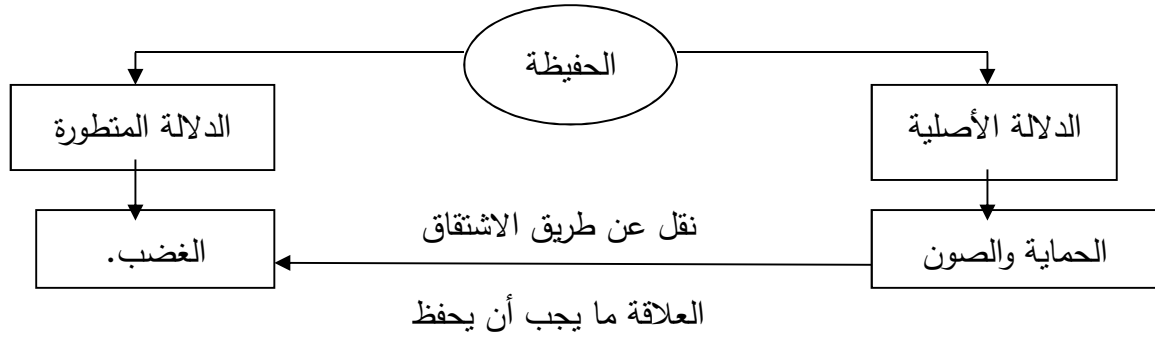 الحفيظة
الدلالة الأصلية
الدلالة المتطورة
نقل عن طريق الاشتقاق
الحماية والصون
الغضب.
العلاقة ما يجب أن يحفظ